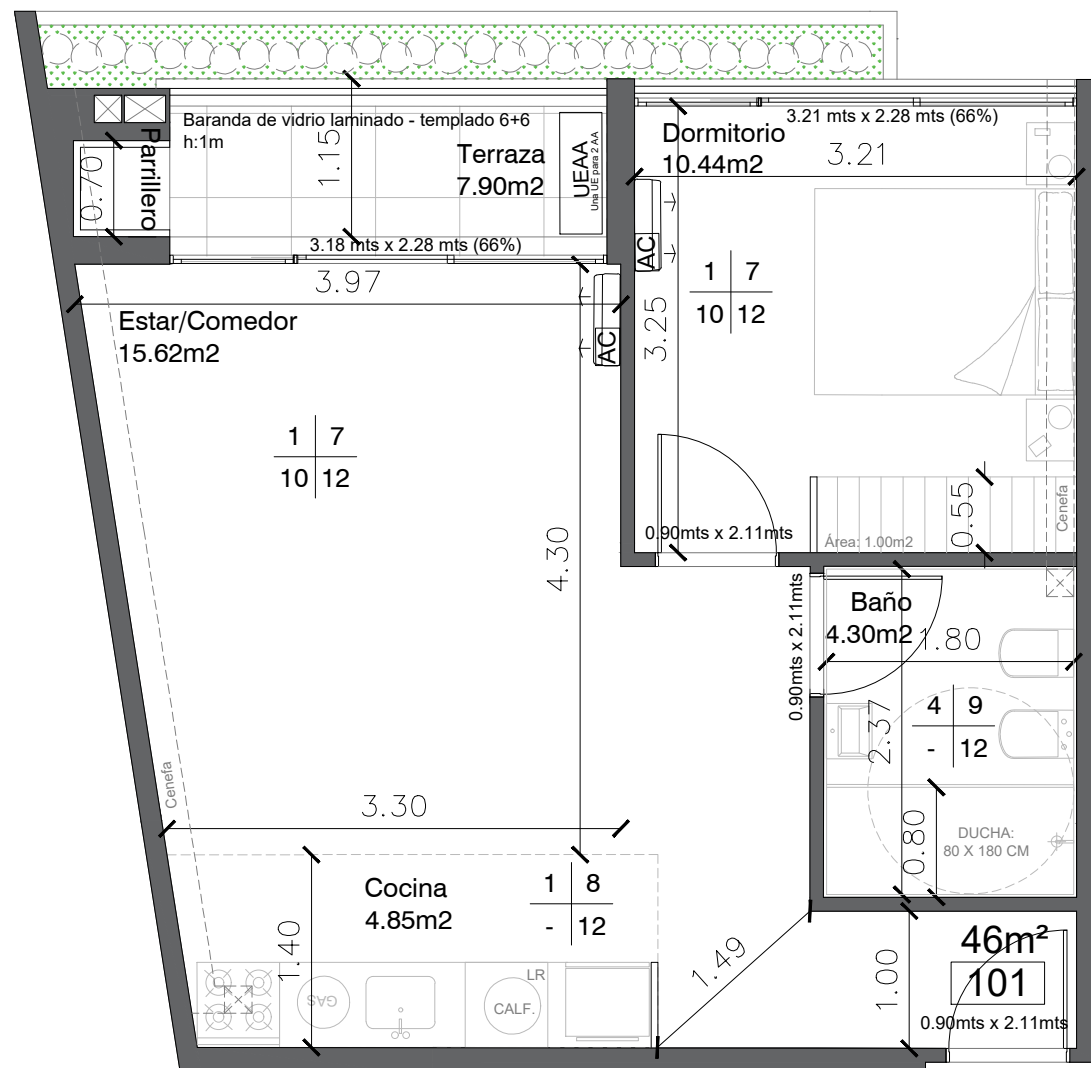 Baranda de vidrio laminado - templado 6+6
h:1m
Parrillero
0.70
1.15
Terraza
7.90m2
UEAA
Una UE para 2 AA
3.18 mts x 2.28 mts (66%)
3.21 mts x 2.28 mts (66%)
Dormitorio
10.44m2
3.21
AC
3.25
1 7
10 12
0.90mts x 2.11mts
Área: 1.00m2
0.55
Cenefa
3.97
Estar/Comedor
15.62m2
AC
1 7
10 12
4.30
Cenefa
3.30
0.90mts x 2.11mts
Baño
4.30m2
1.80
2.37
4 9
- 12
0.80
DUCHA:
80 X 180 CM
Cocina
4.85m2
1 8
- 12
1.40
GAS
LR
CALF.
1.49
1.00
46m²
101
0.90mts x 2.11mts